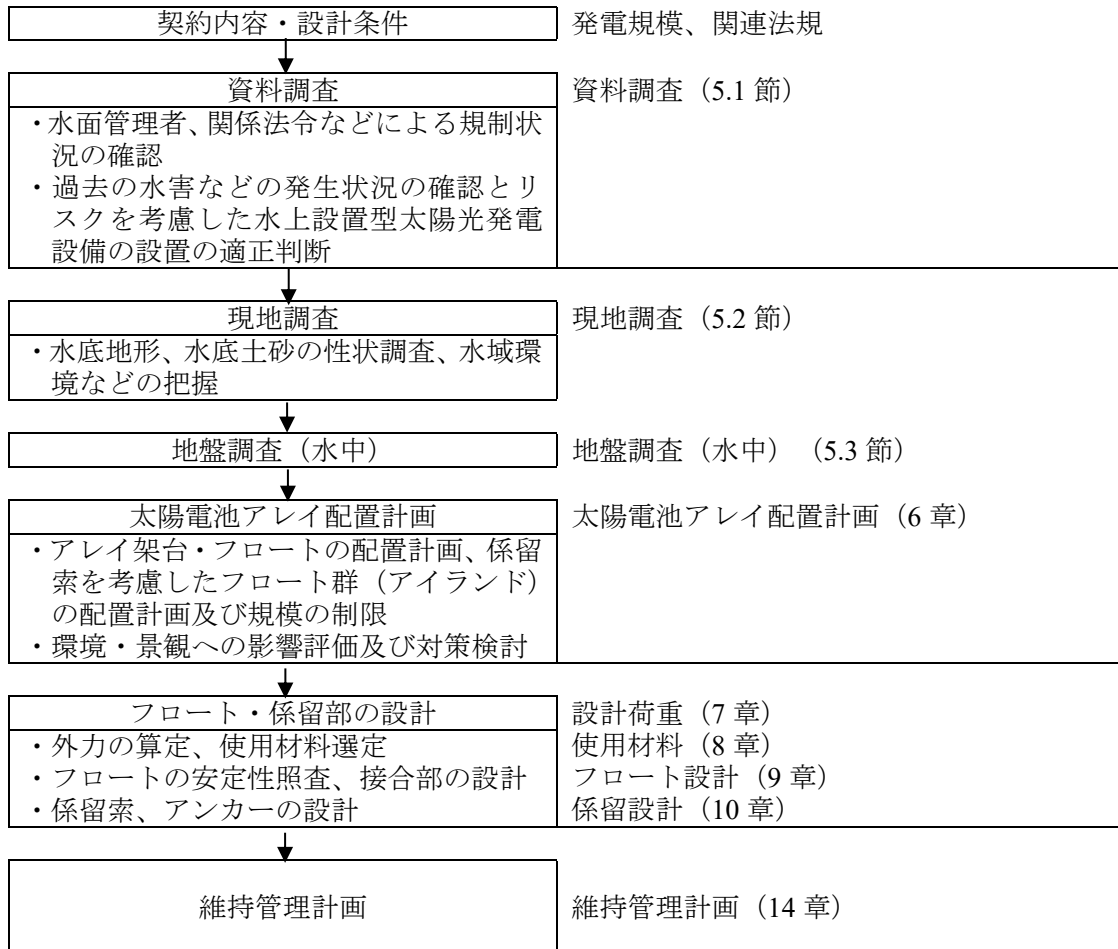 契約内容・設計条件 発電規模、関連法規
資料調査 資料調査（5.1 節）
・水面管理者、関係法令などによる規制状
況の確認
・過去の水害などの発生状況の確認とリ
スクを考慮した水上設置型太陽光発電
設備の設置の適正判断
現地調査 現地調査（5.2 節）
・水底地形、水底土砂の性状調査、水域環
境などの把握
地盤調査（水中） 地盤調査（水中）（5.3 節）
太陽電池アレイ配置計画 太陽電池アレイ配置計画（6 章）
・アレイ架台・フロートの配置計画、係留
索を考慮したフロート群（アイランド）
の配置計画及び規模の制限
・環境・景観への影響評価及び対策検討
フロート・係留部の設計 設計荷重（7 章）
・外力の算定、使用材料選定 使用材料（8 章）
・フロートの安定性照査、接合部の設計 フロート設計（9 章）
・係留索、アンカーの設計 係留設計（10 章）
維持管理計画 維持管理計画（14 章）